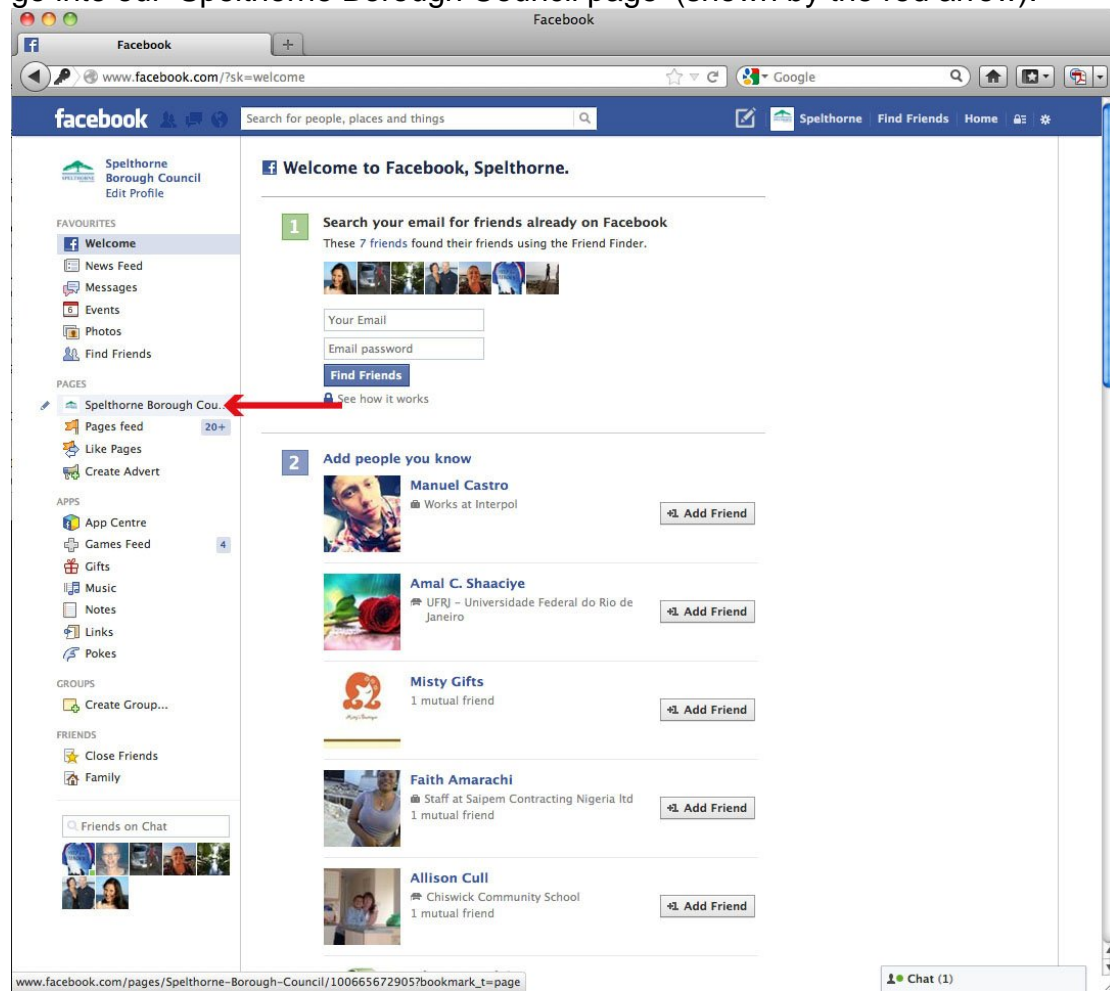 go into our 'Spelthorne Borough Council page' (shown by the red arrow).
Facebook
Facebook
www.facebook.com/?sk=welcome
Google
facebook
Search for people, places and things
Spelthorne
Find Friends
Home
Spelthorne
Borough Council
Edit Profile
FAVOURITES
Welcome
News Feed
Messages
6
Events
Photos
Find Friends
PAGES
Spelthorne Borough Cou...
Pages feed 20+
Like Pages
Create Advert
APPS
App Centre
Games Feed 4
Gifts
Music
Notes
Links
Pokes
GROUPS
Create Group...
FRIENDS
Close Friends
Family
Friends on Chat
Welcome to Facebook, Spelthorne.
1
Search your email for friends already on Facebook
These 7 friends found their friends using the Friend Finder.
Your Email
Email password
Find Friends
See how it works
2
Add people you know
Manuel Castro
Works at Interpol
+1 Add Friend
Amal C. Shaaciye
UFRJ – Universidade Federal do Rio de
Janeiro
+1 Add Friend
Misty Gifts
1 mutual friend
+1 Add Friend
Faith Amarachi
Staff at Saipem Contracting Nigeria ltd
1 mutual friend
+1 Add Friend
Allison Cull
Chiswick Community School
1 mutual friend
+1 Add Friend
www.facebook.com/pages/Spelthorne-Borough-Council/100665672905?bookmark_t=page
Chat (1)